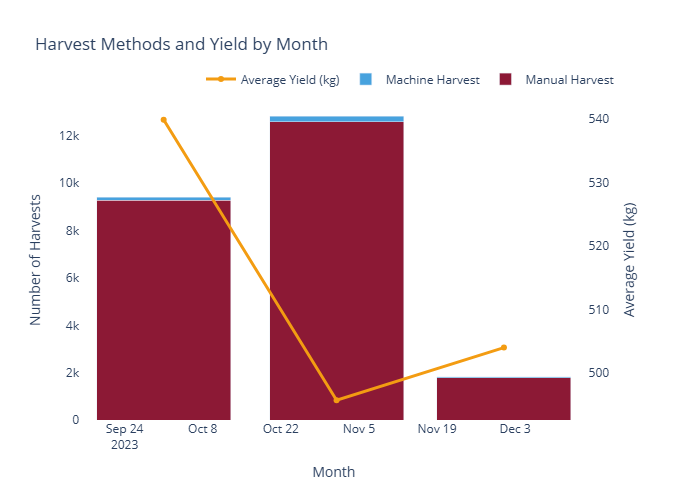 Harvest Methods and Yield by Month
Average Yield (kg) Machine Harvest Manual Harvest
Number of Harvests
12k
10k
8k
6k
4k
2k
0
540
530
520
510
500
Average Yield (kg)
Sep 24 Oct 8 Oct 22 Nov 5 Nov 19 Dec 3
2023
Month